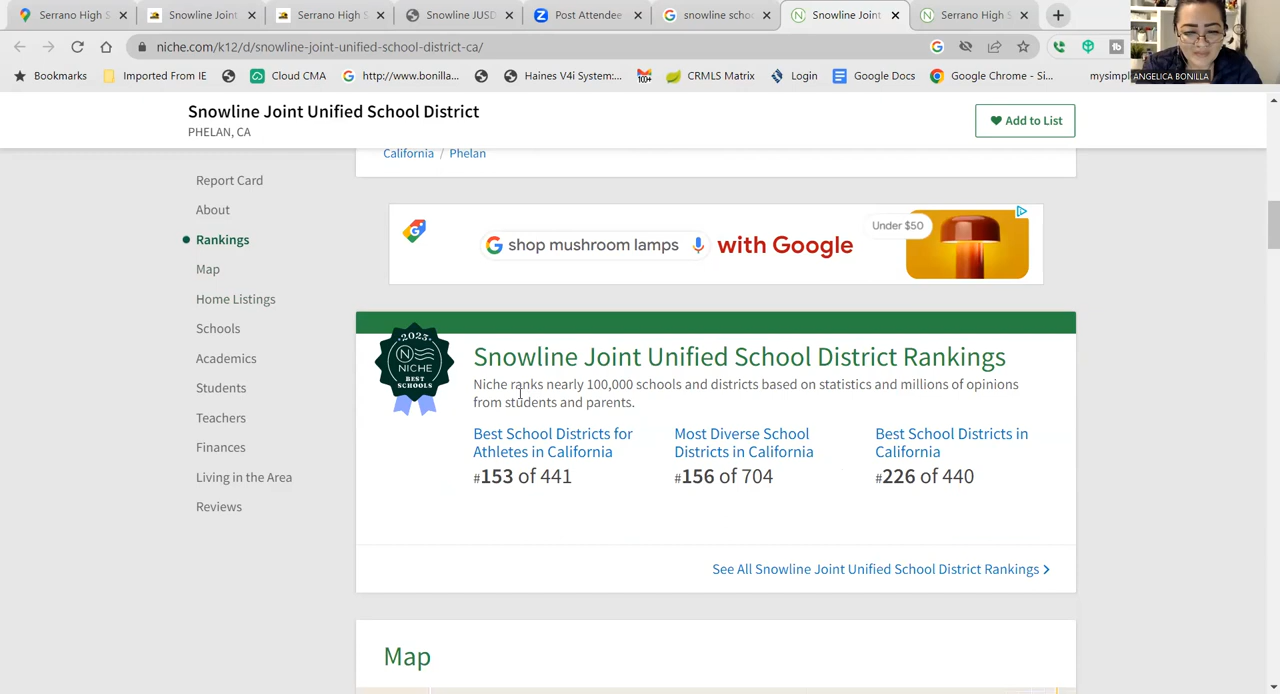 Serrano High S
Snowline Joint
Serrano High S
Snowline JUSD
Post Attendee
snowline schoo
Snowline Joint
Serrano High S
niche.com/k12/d/snowline-joint-unified-school-district-ca/
Bookmarks
Imported From IE
Cloud CMA
http://www.bonilla...
Haines V4i System:...
10+
CRMLS Matrix
Login
Google Docs
Google Chrome - Si...
mysimpl
ANGELICA BONILLA
Snowline Joint Unified School District
PHELAN, CA
Add to List
California / Phelan
Report Card
About
Rankings
Map
Home Listings
Schools
Academics
Students
Teachers
Finances
Living in the Area
Reviews
shop mushroom lamps
with Google
Under $50
2023
NICHE
BEST
SCHOOLS
Snowline Joint Unified School District Rankings
Niche ranks nearly 100,000 schools and districts based on statistics and millions of opinions
from students and parents.
Best School Districts for
Athletes in California
#153 of 441
Most Diverse School
Districts in California
#156 of 704
Best School Districts in
California
#226 of 440
See All Snowline Joint Unified School District Rankings
Map